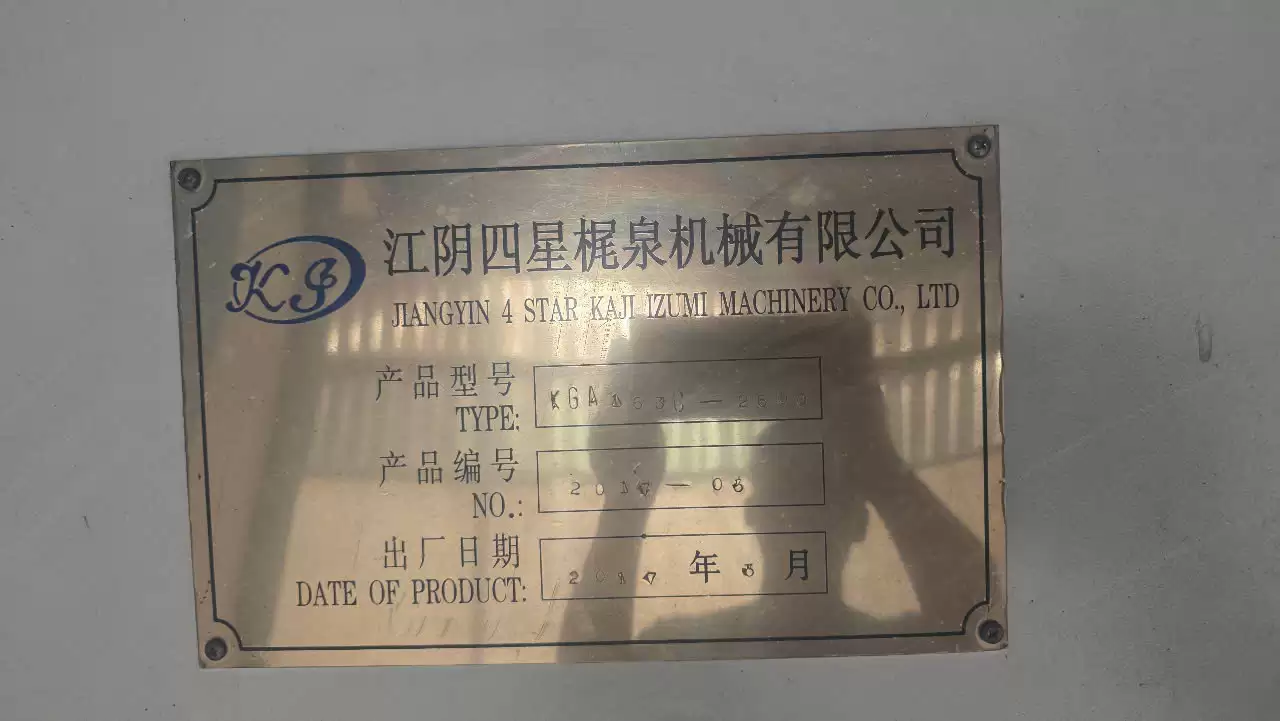 KJ
江阴四星梶泉机械有限公司
JIANGYIN 4 STAR KAJI IZUMI MACHINERY CO., LTD
产品型号
TYPE:
产品编号
NO.:
2017-
出厂日期
DATE OF PRODUCT:
2017 年 月